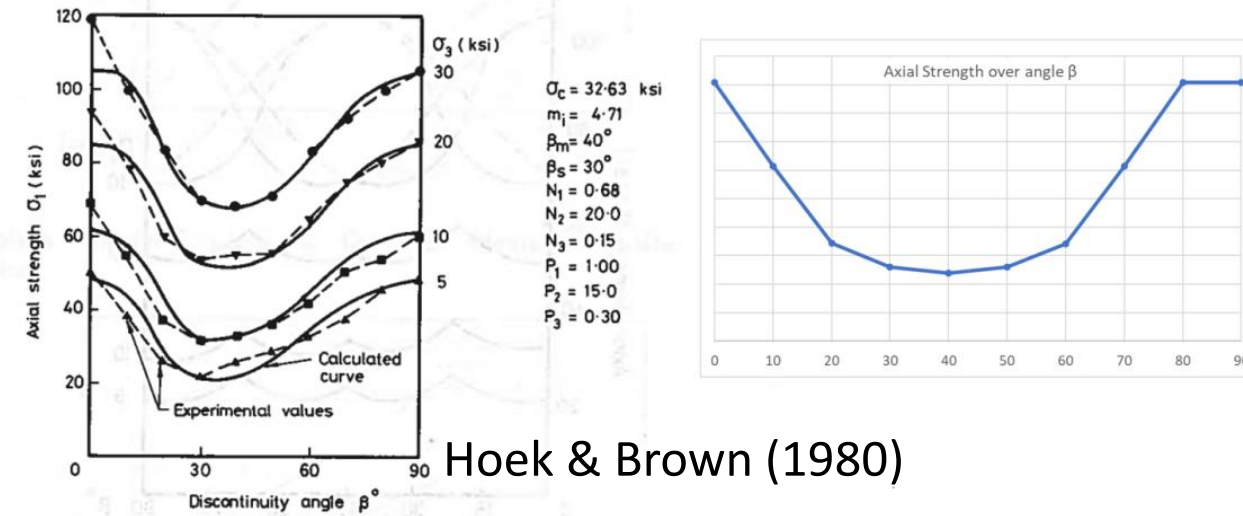 120
100
80
60
40
20
0
Axial strength σ₁ (ksi)
σ₃ (ksi)
30
20
10
5
Calculated
curve
Experimental values
30
60
90
Discontinuity angle β°
σc = 32·63 ksi
mi = 4·71
βm = 40°
βs = 30°
N₁ = 0·68
N₂ = 20·0
N₃ = 0·15
P₁ = 1·00
P₂ = 15·0
P₃ = 0·30
Axial Strength over angle β
0 10 20 30 40 50 60 70 80
Hoek & Brown (1980)